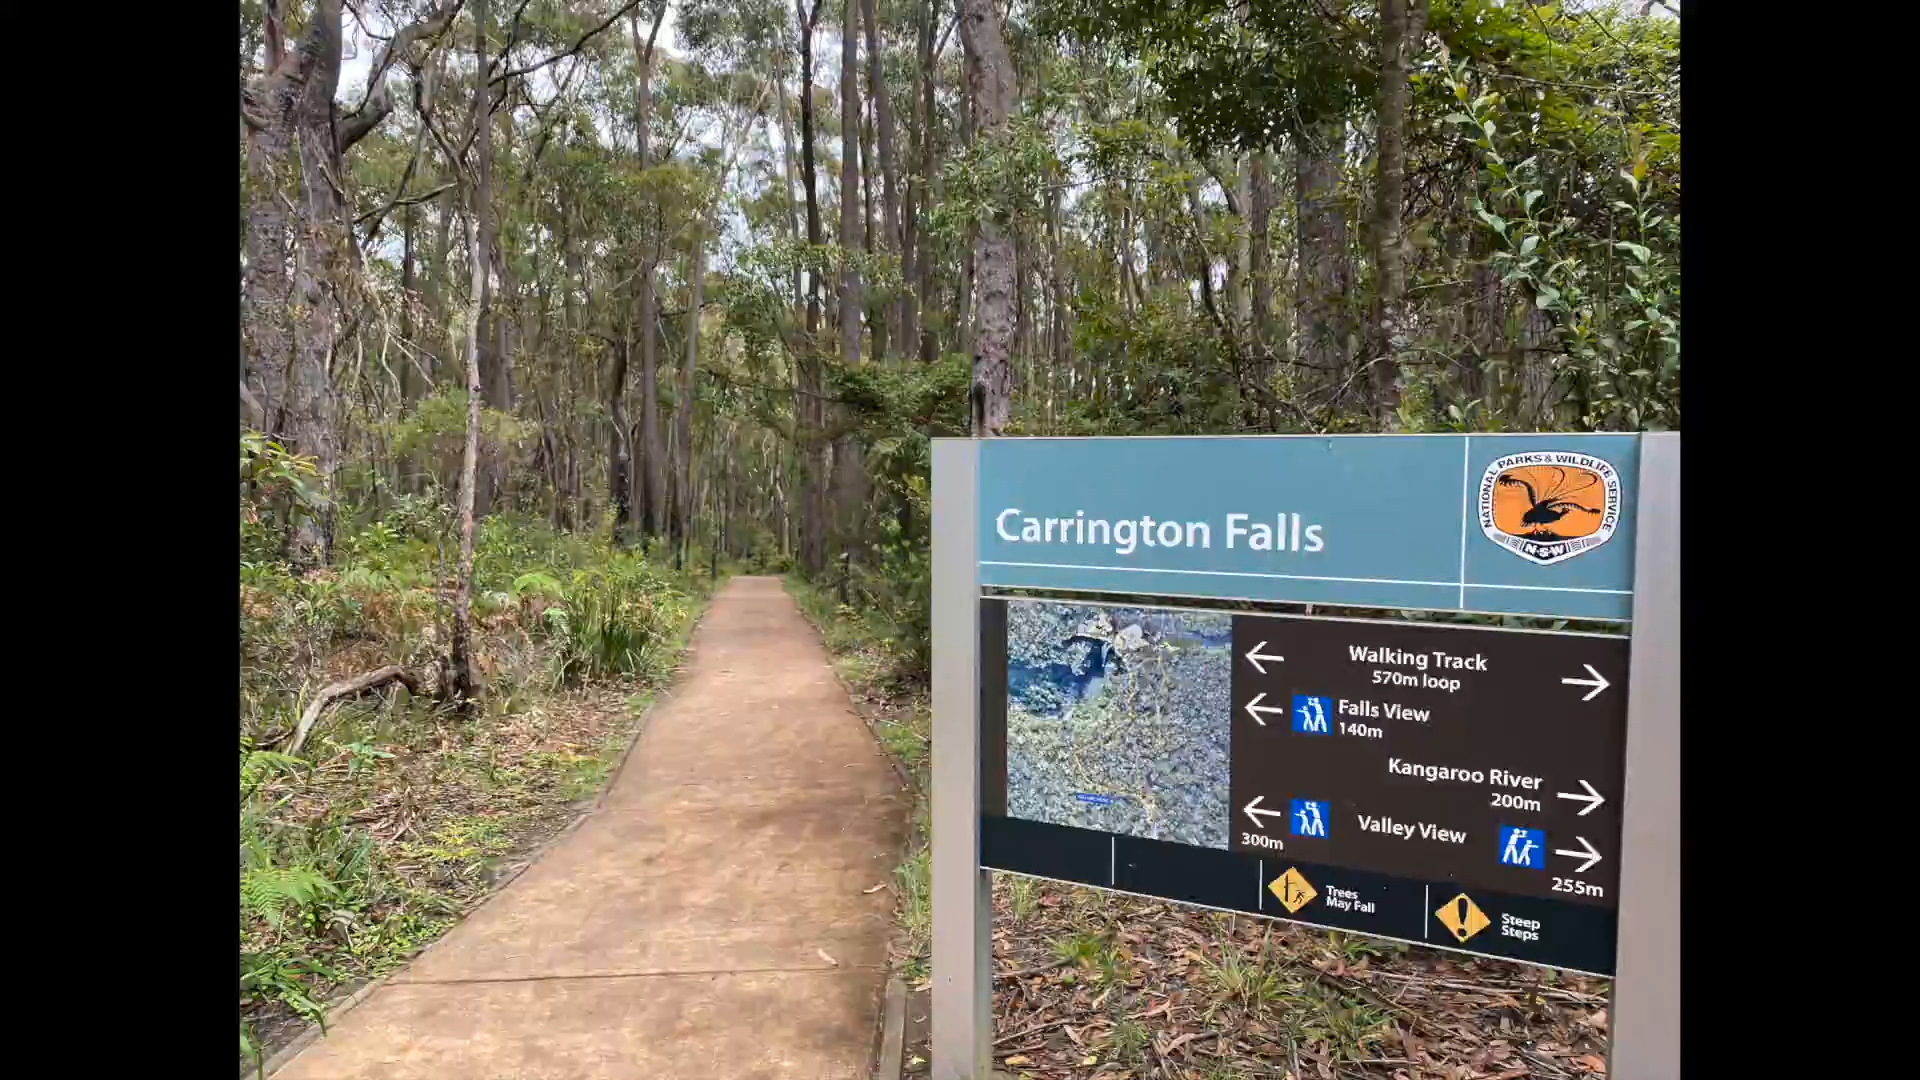 Carrington Falls
NATIONAL PARKS & WILDLIFE SERVICE
N·S·W
Walking Track
570m loop
Falls View
140m
Kangaroo River
200m
Valley View
300m
255m
Trees
May Fall
Steep
Steps